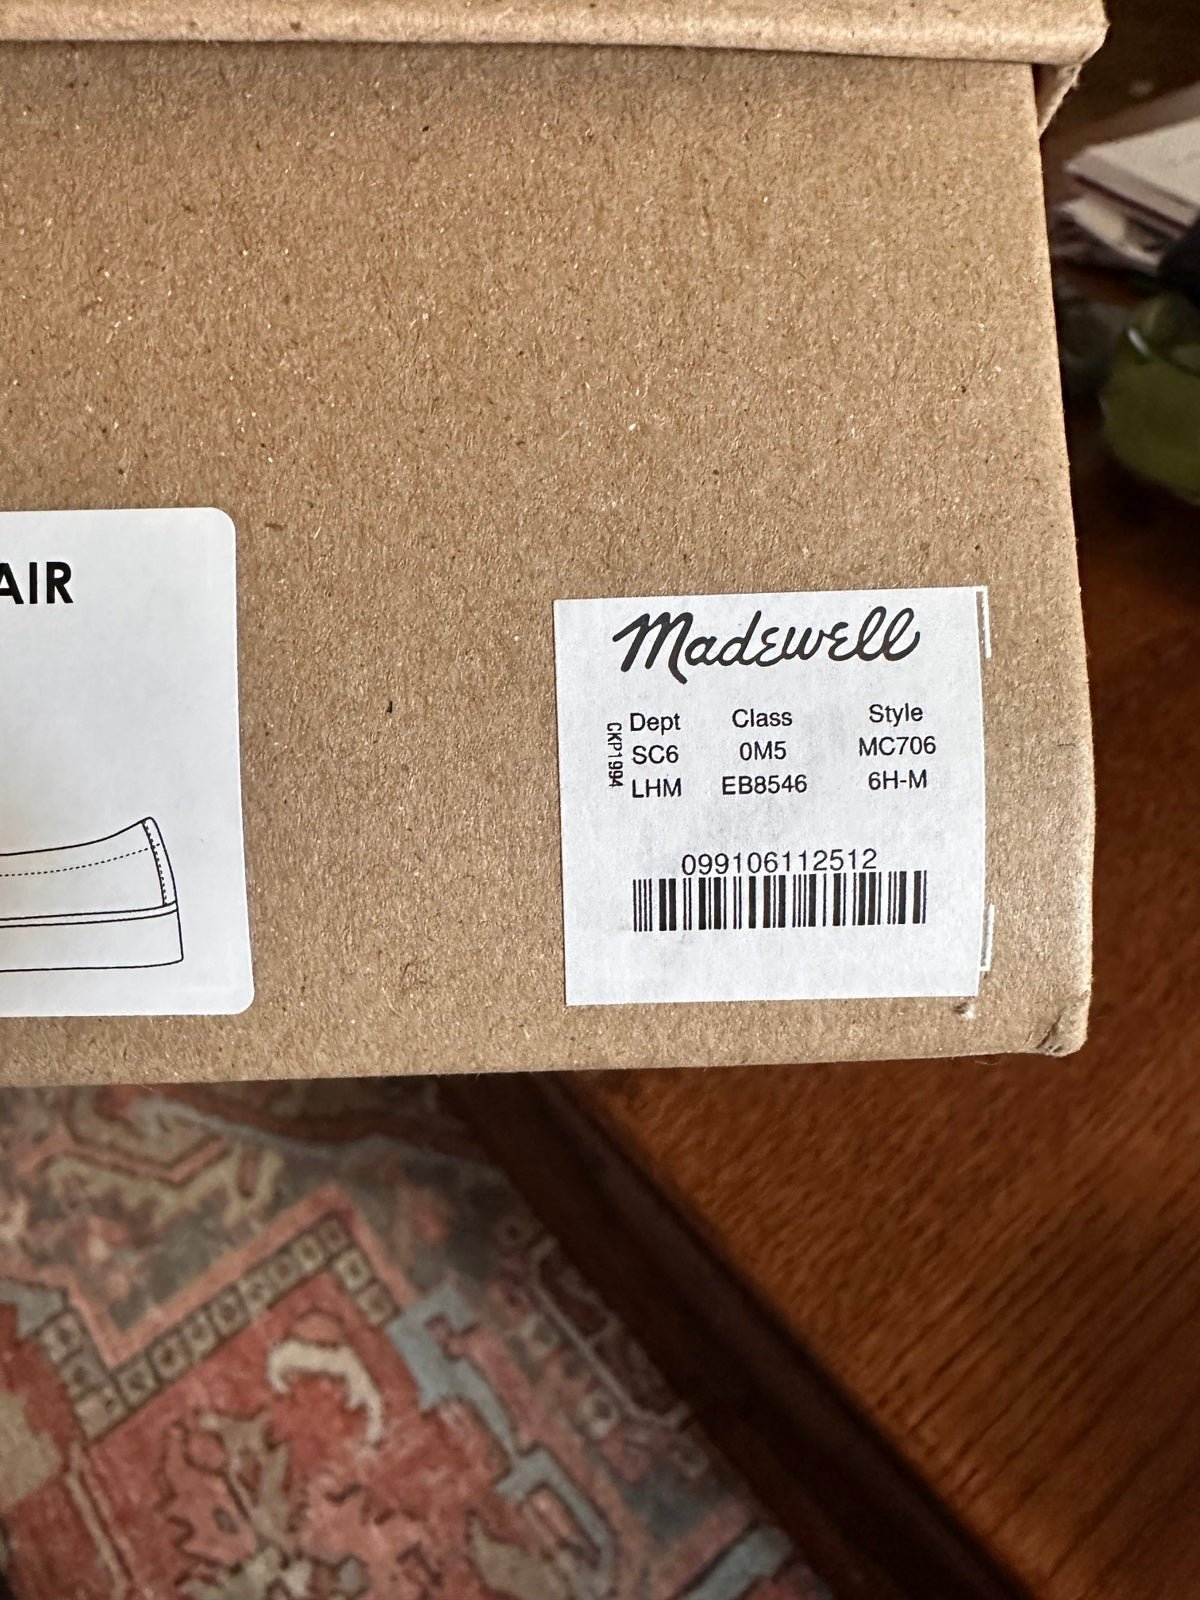 AIR
Madewell
Dept Class Style
SC6 0M5 MC706
LHM EB8546 6H-M
CKP1994
099106112512